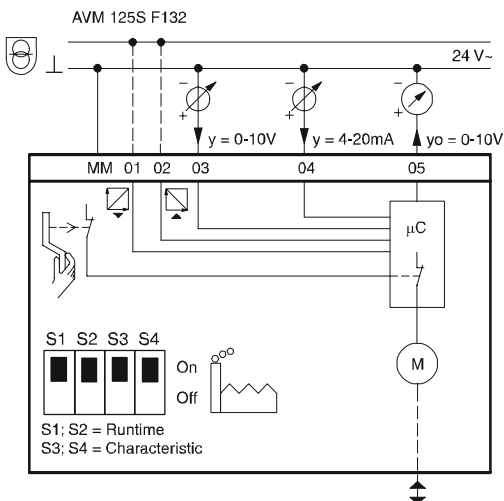 AVM 125S F132
24 V~
− − −
+ + +
y = 0-10V y = 4-20mA yo = 0-10V
MM 01 02 03 04 05
µC
S1 S2 S3 S4
On
M
Off
S1; S2 = Runtime
S3; S4 = Characteristic